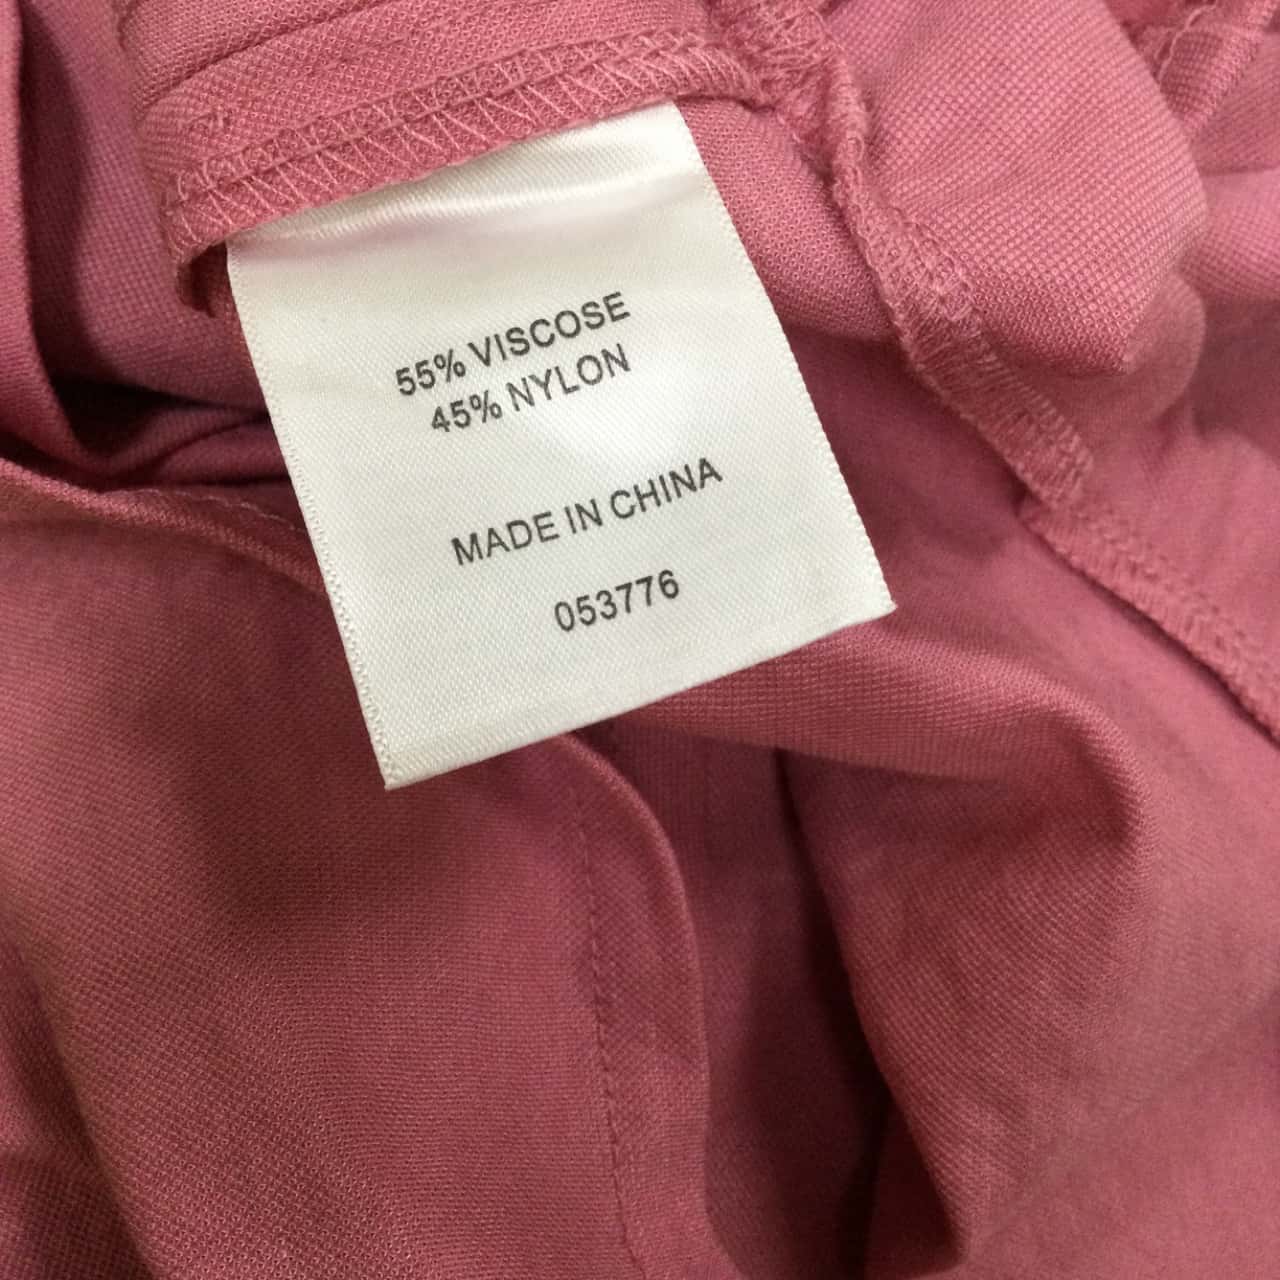 55% VISCOSE
45% NYLON
MADE IN CHINA
053776